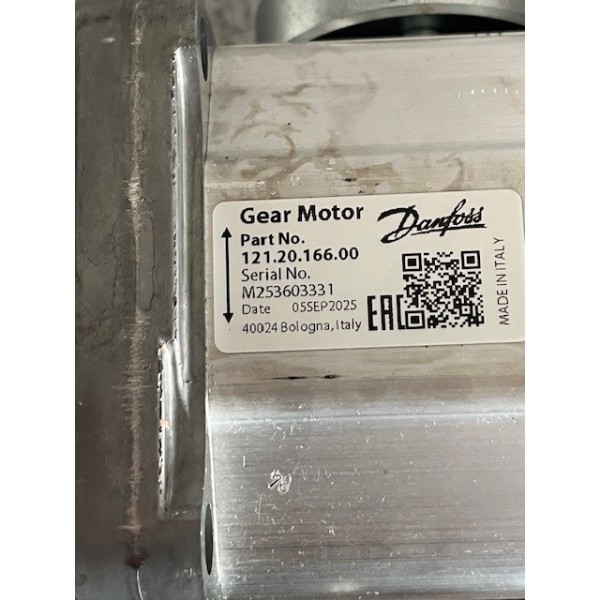 Gear Motor
Danfoss
Part No.
121.20.166.00
Serial No.
M253603331
Date 05SEP2025
40024 Bologna, Italy
EAC
MADE IN ITALY